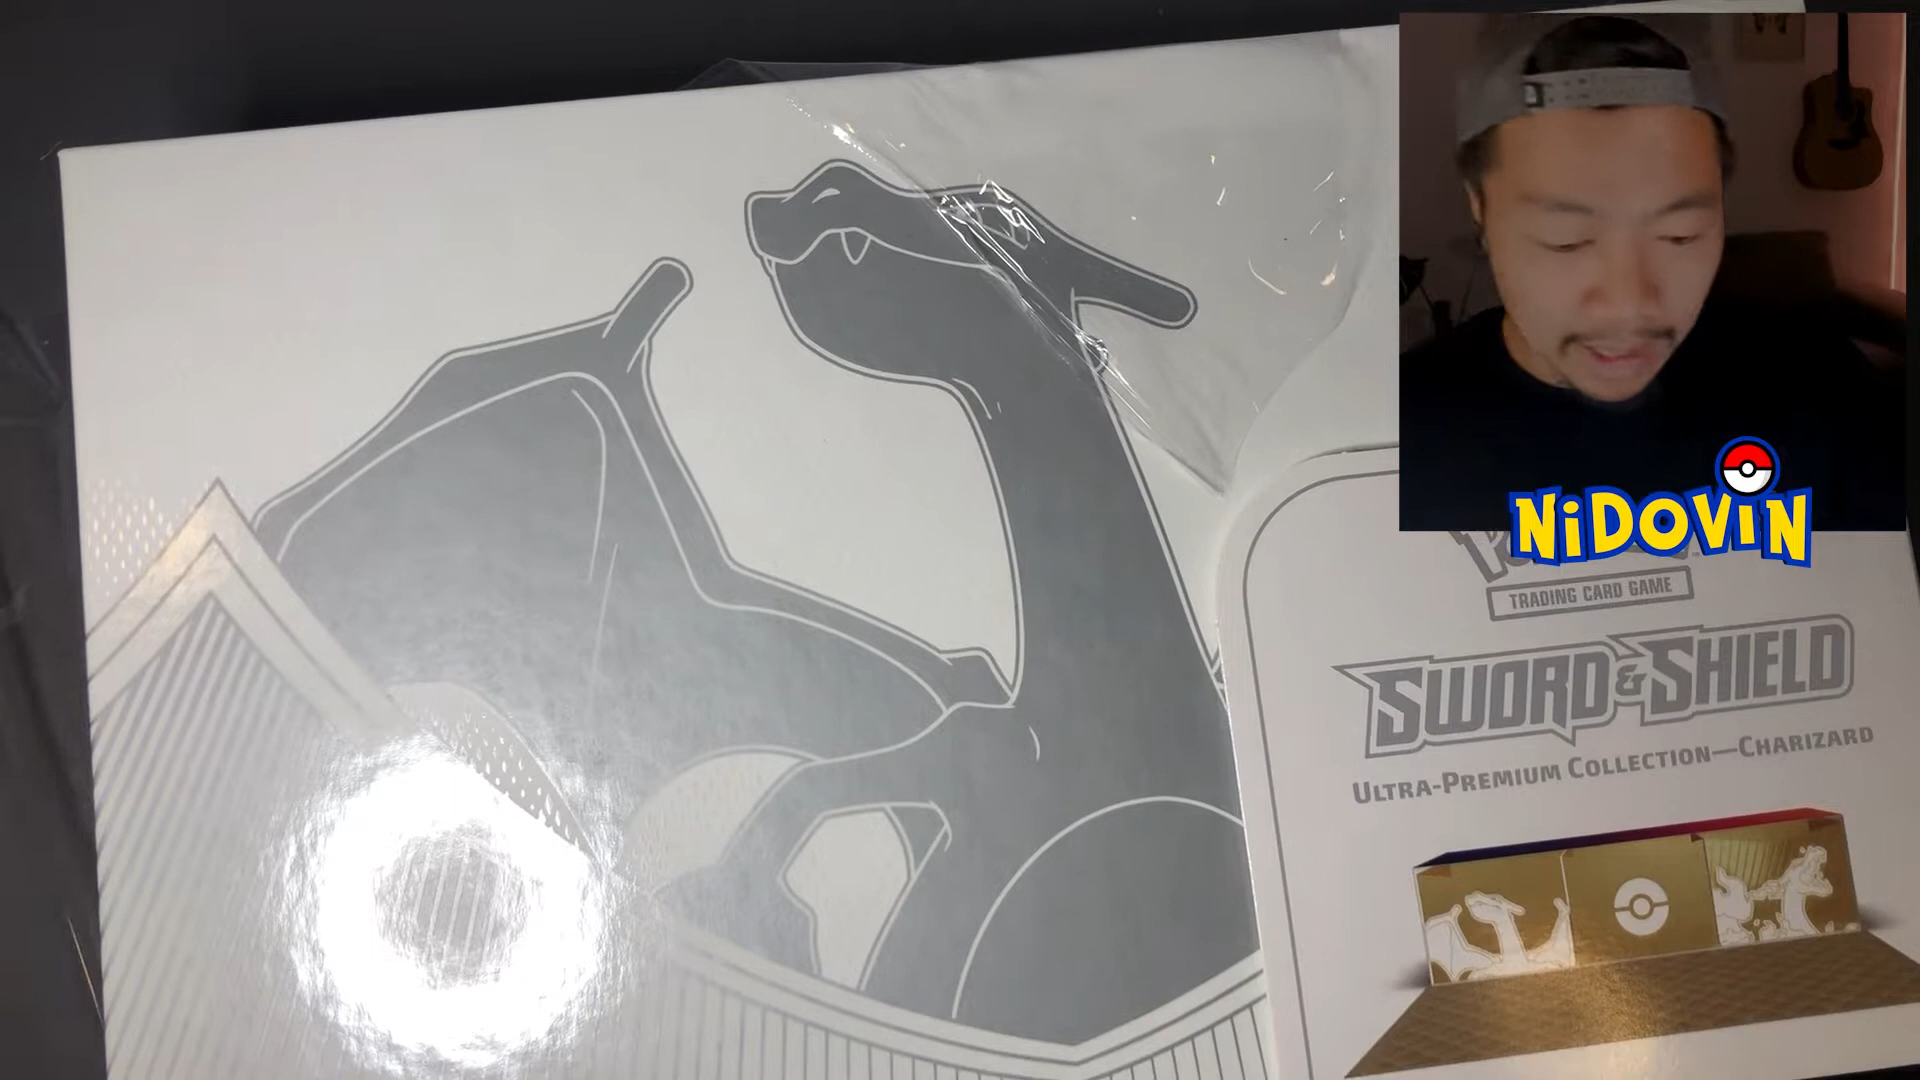 NiDOViN
TRADING CARD GAME
SWORD & SHIELD
ULTRA-PREMIUM COLLECTION—CHARIZARD